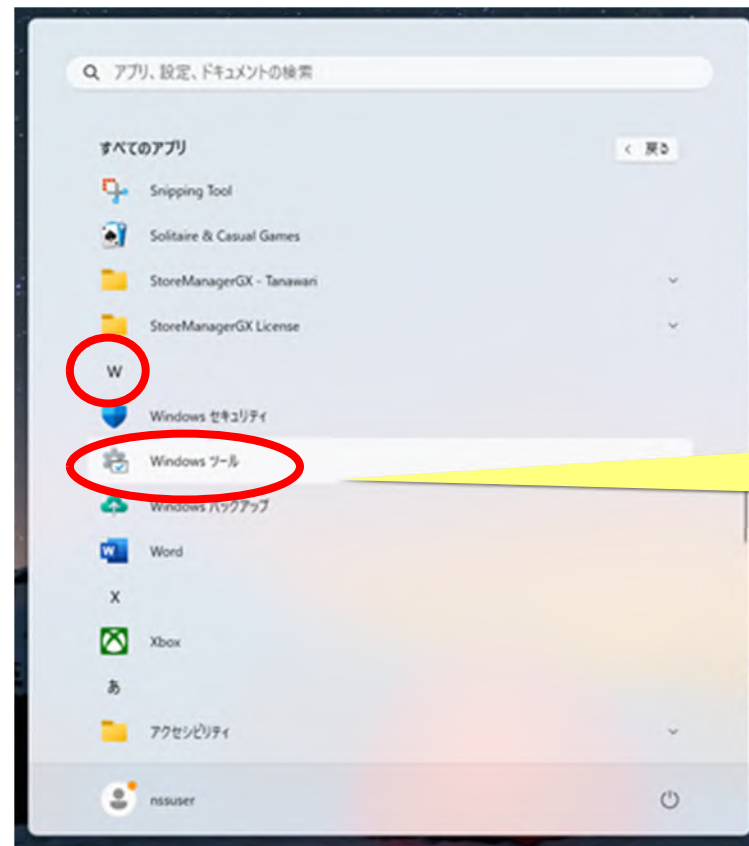 アプリ、設定、ドキュメントの検索
すべてのアプリ
戻る
Snipping Tool
Solitaire & Casual Games
StoreManagerGX - Tanawari
StoreManagerGX License
W
Windows セキュリティ
Windows ツール
Windows バックアップ
Word
X
Xbox
あ
アクセシビリティ
nssuser